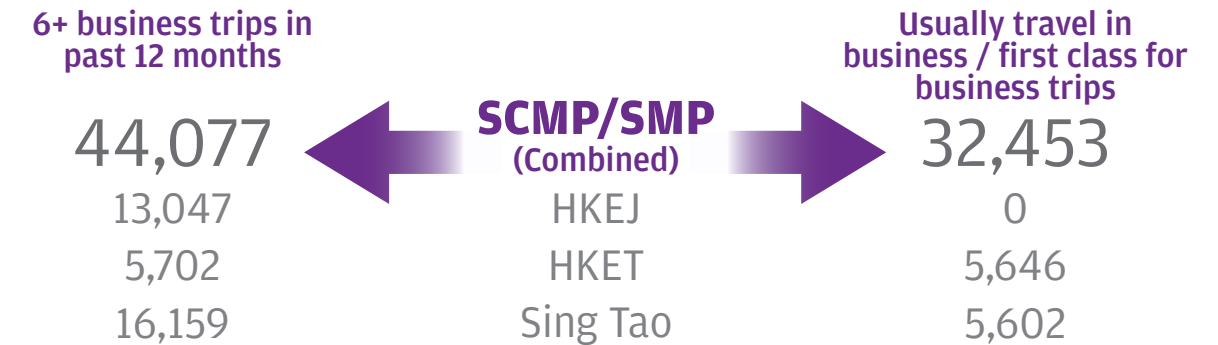 6+ business trips in
past 12 months
Usually travel in
business / first class for
business trips
SCMP/SMP
(Combined)
44,077
32,453
13,047
HKEJ
0
5,702
HKET
5,646
16,159
Sing Tao
5,602